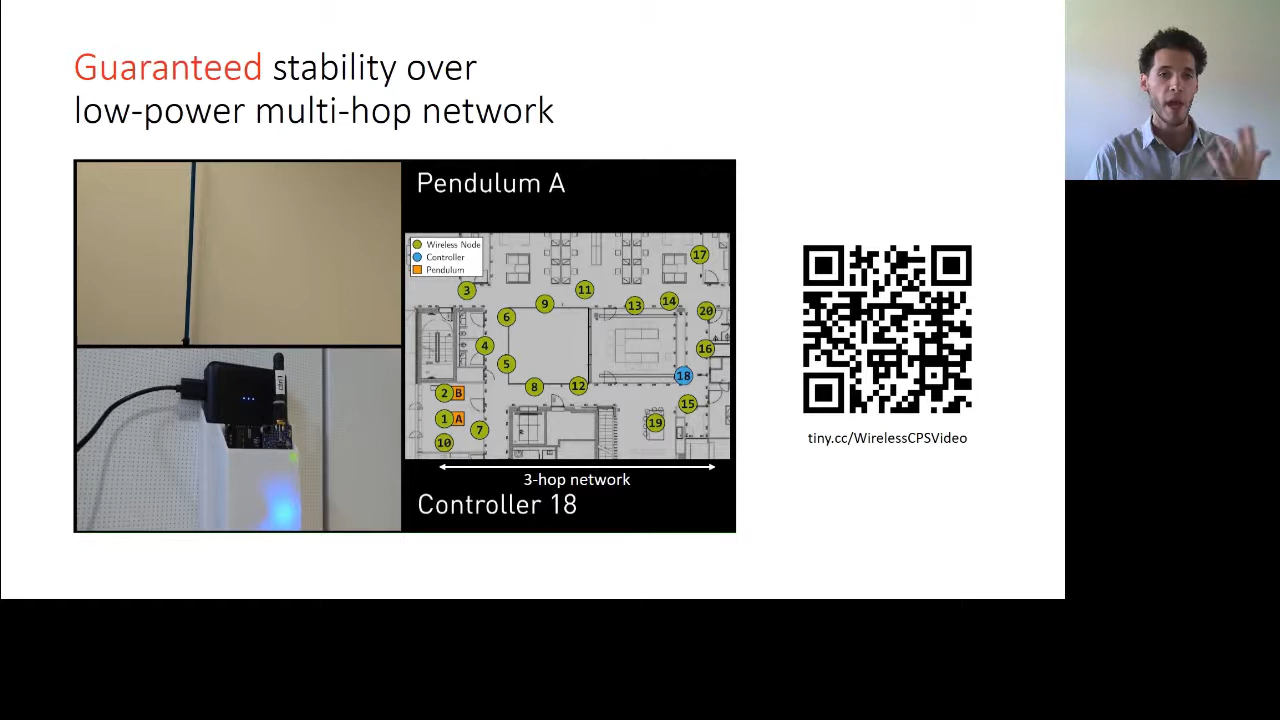 Guaranteed stability over
low-power multi-hop network
Pendulum A
Wireless Node
Controller
Pendulum
17
3
11
9
13
14
20
6
4
16
5
18
8
12
2 B
15
1 A
7
19
10
3-hop network
Controller 18
tiny.cc/WirelessCPSVideo